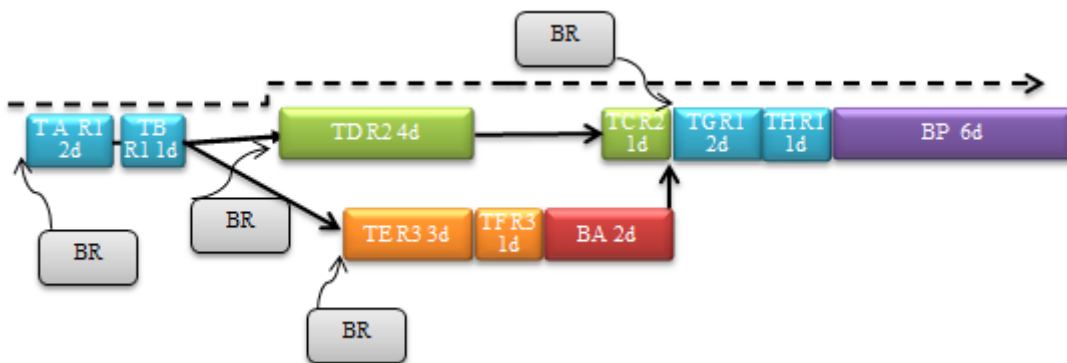 BR
T A R1
2d
TB
R1 1d
TD R2 4d
TC R2
1d
TG R1
2d
TH R1
1d
BP 6d
BR
TE R3 3d
TF R3
1d
BA 2d
BR
BR